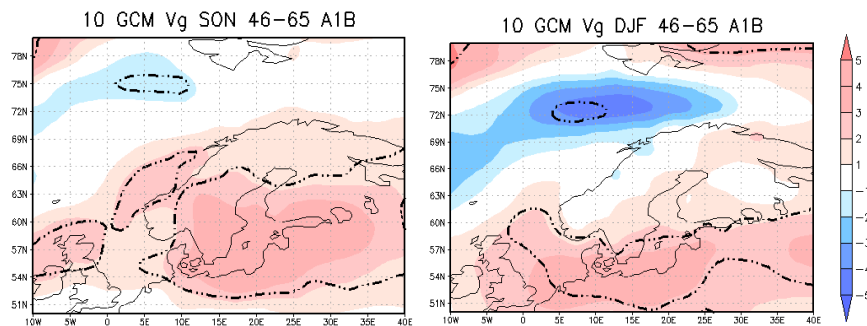 10 GCM Vg SON 46-65 A1B
10 GCM Vg DJF 46-65 A1B
78N
75N
72N
69N
66N
63N
60N
57N
54N
51N
10W 5W 0 5E 10E 15E 20E 25E 30E 35E 40E
78N
75N
72N
69N
66N
63N
60N
57N
54N
51N
10W 5W 0 5E 10E 15E 20E 25E 30E 35E 40E
5
4
3
2
1
-1